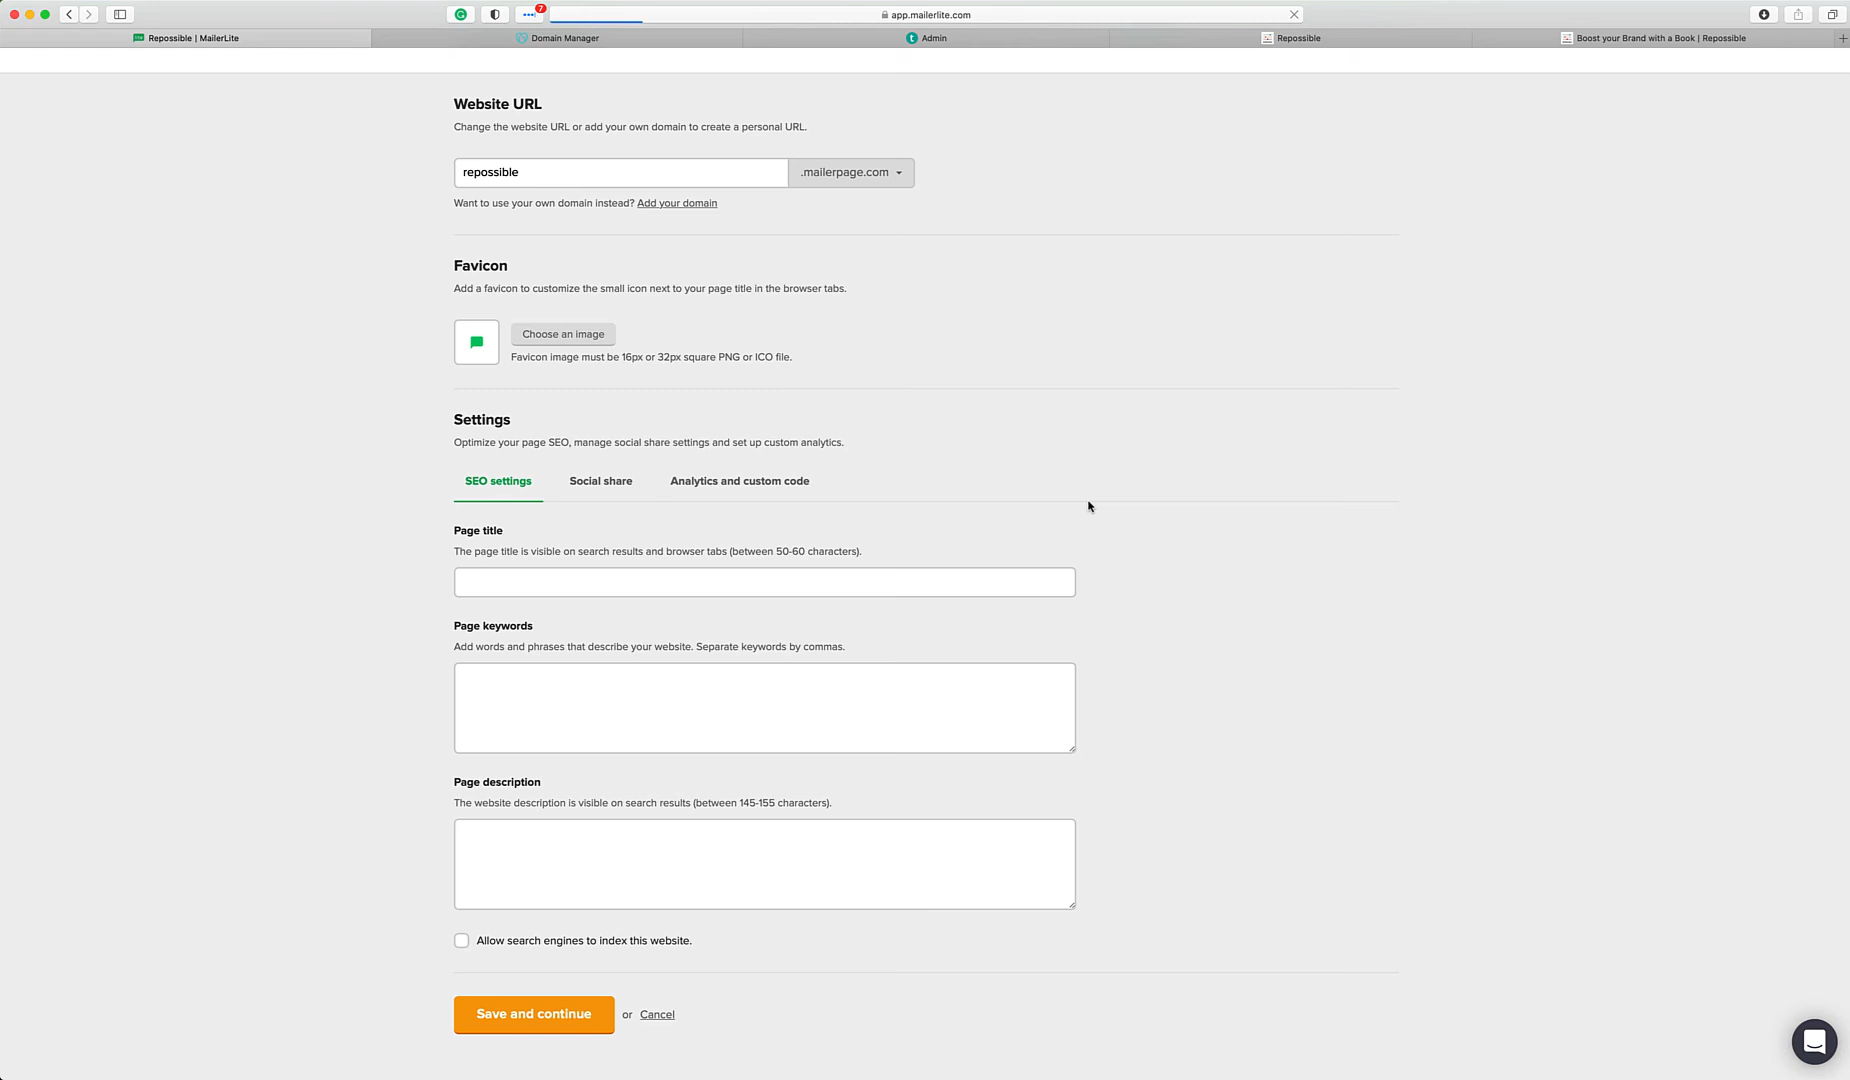 7
app.mailerlite.com
Repossible | MailerLite
Domain Manager
Admin
Repossible
Boost your Brand with a Book | Repossible
Website URL
Change the website URL or add your own domain to create a personal URL.
repossible
.mailerpage.com
Want to use your own domain instead? Add your domain
Favicon
Add a favicon to customize the small icon next to your page title in the browser tabs.
Choose an image
Favicon image must be 16px or 32px square PNG or ICO file.
Settings
Optimize your page SEO, manage social share settings and set up custom analytics.
SEO settings Social share Analytics and custom code
Page title
The page title is visible on search results and browser tabs (between 50-60 characters).
Page keywords
Add words and phrases that describe your website. Separate keywords by commas.
Page description
The website description is visible on search results (between 145-155 characters).
Allow search engines to index this website.
Save and continue or Cancel